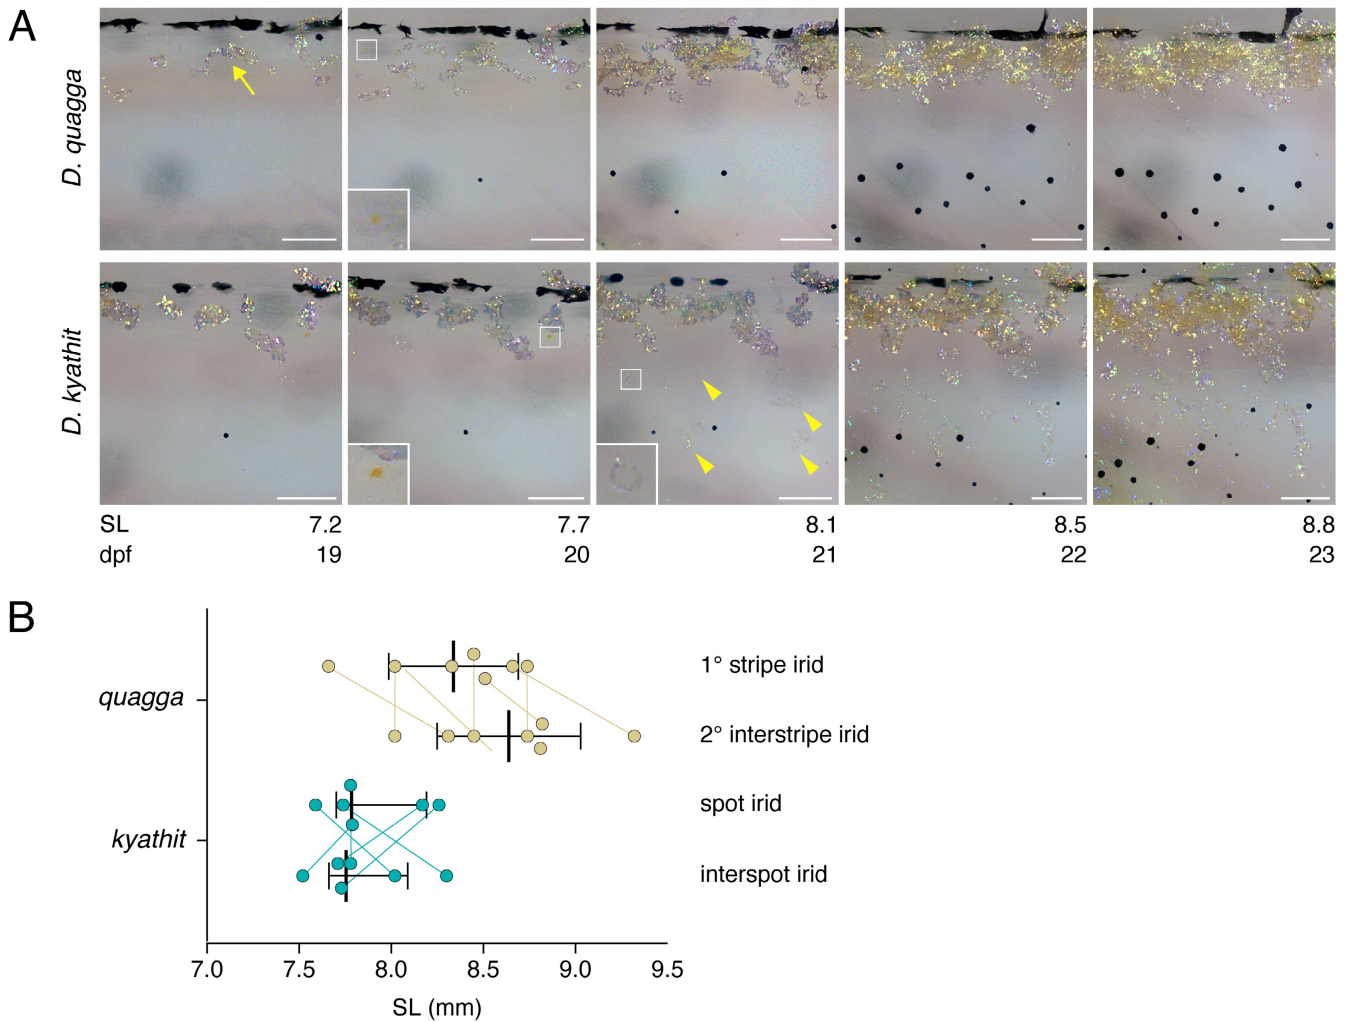 A
D. quagga
D. kyathit
SL 7.2 7.7 8.1 8.5 8.8
dpf 19 20 21 22 23
B
quagga
1° stripe irid
2° interstripe irid
kyathit
spot irid
interspot irid
7.0 7.5 8.0 8.5 9.0 9.5
SL (mm)